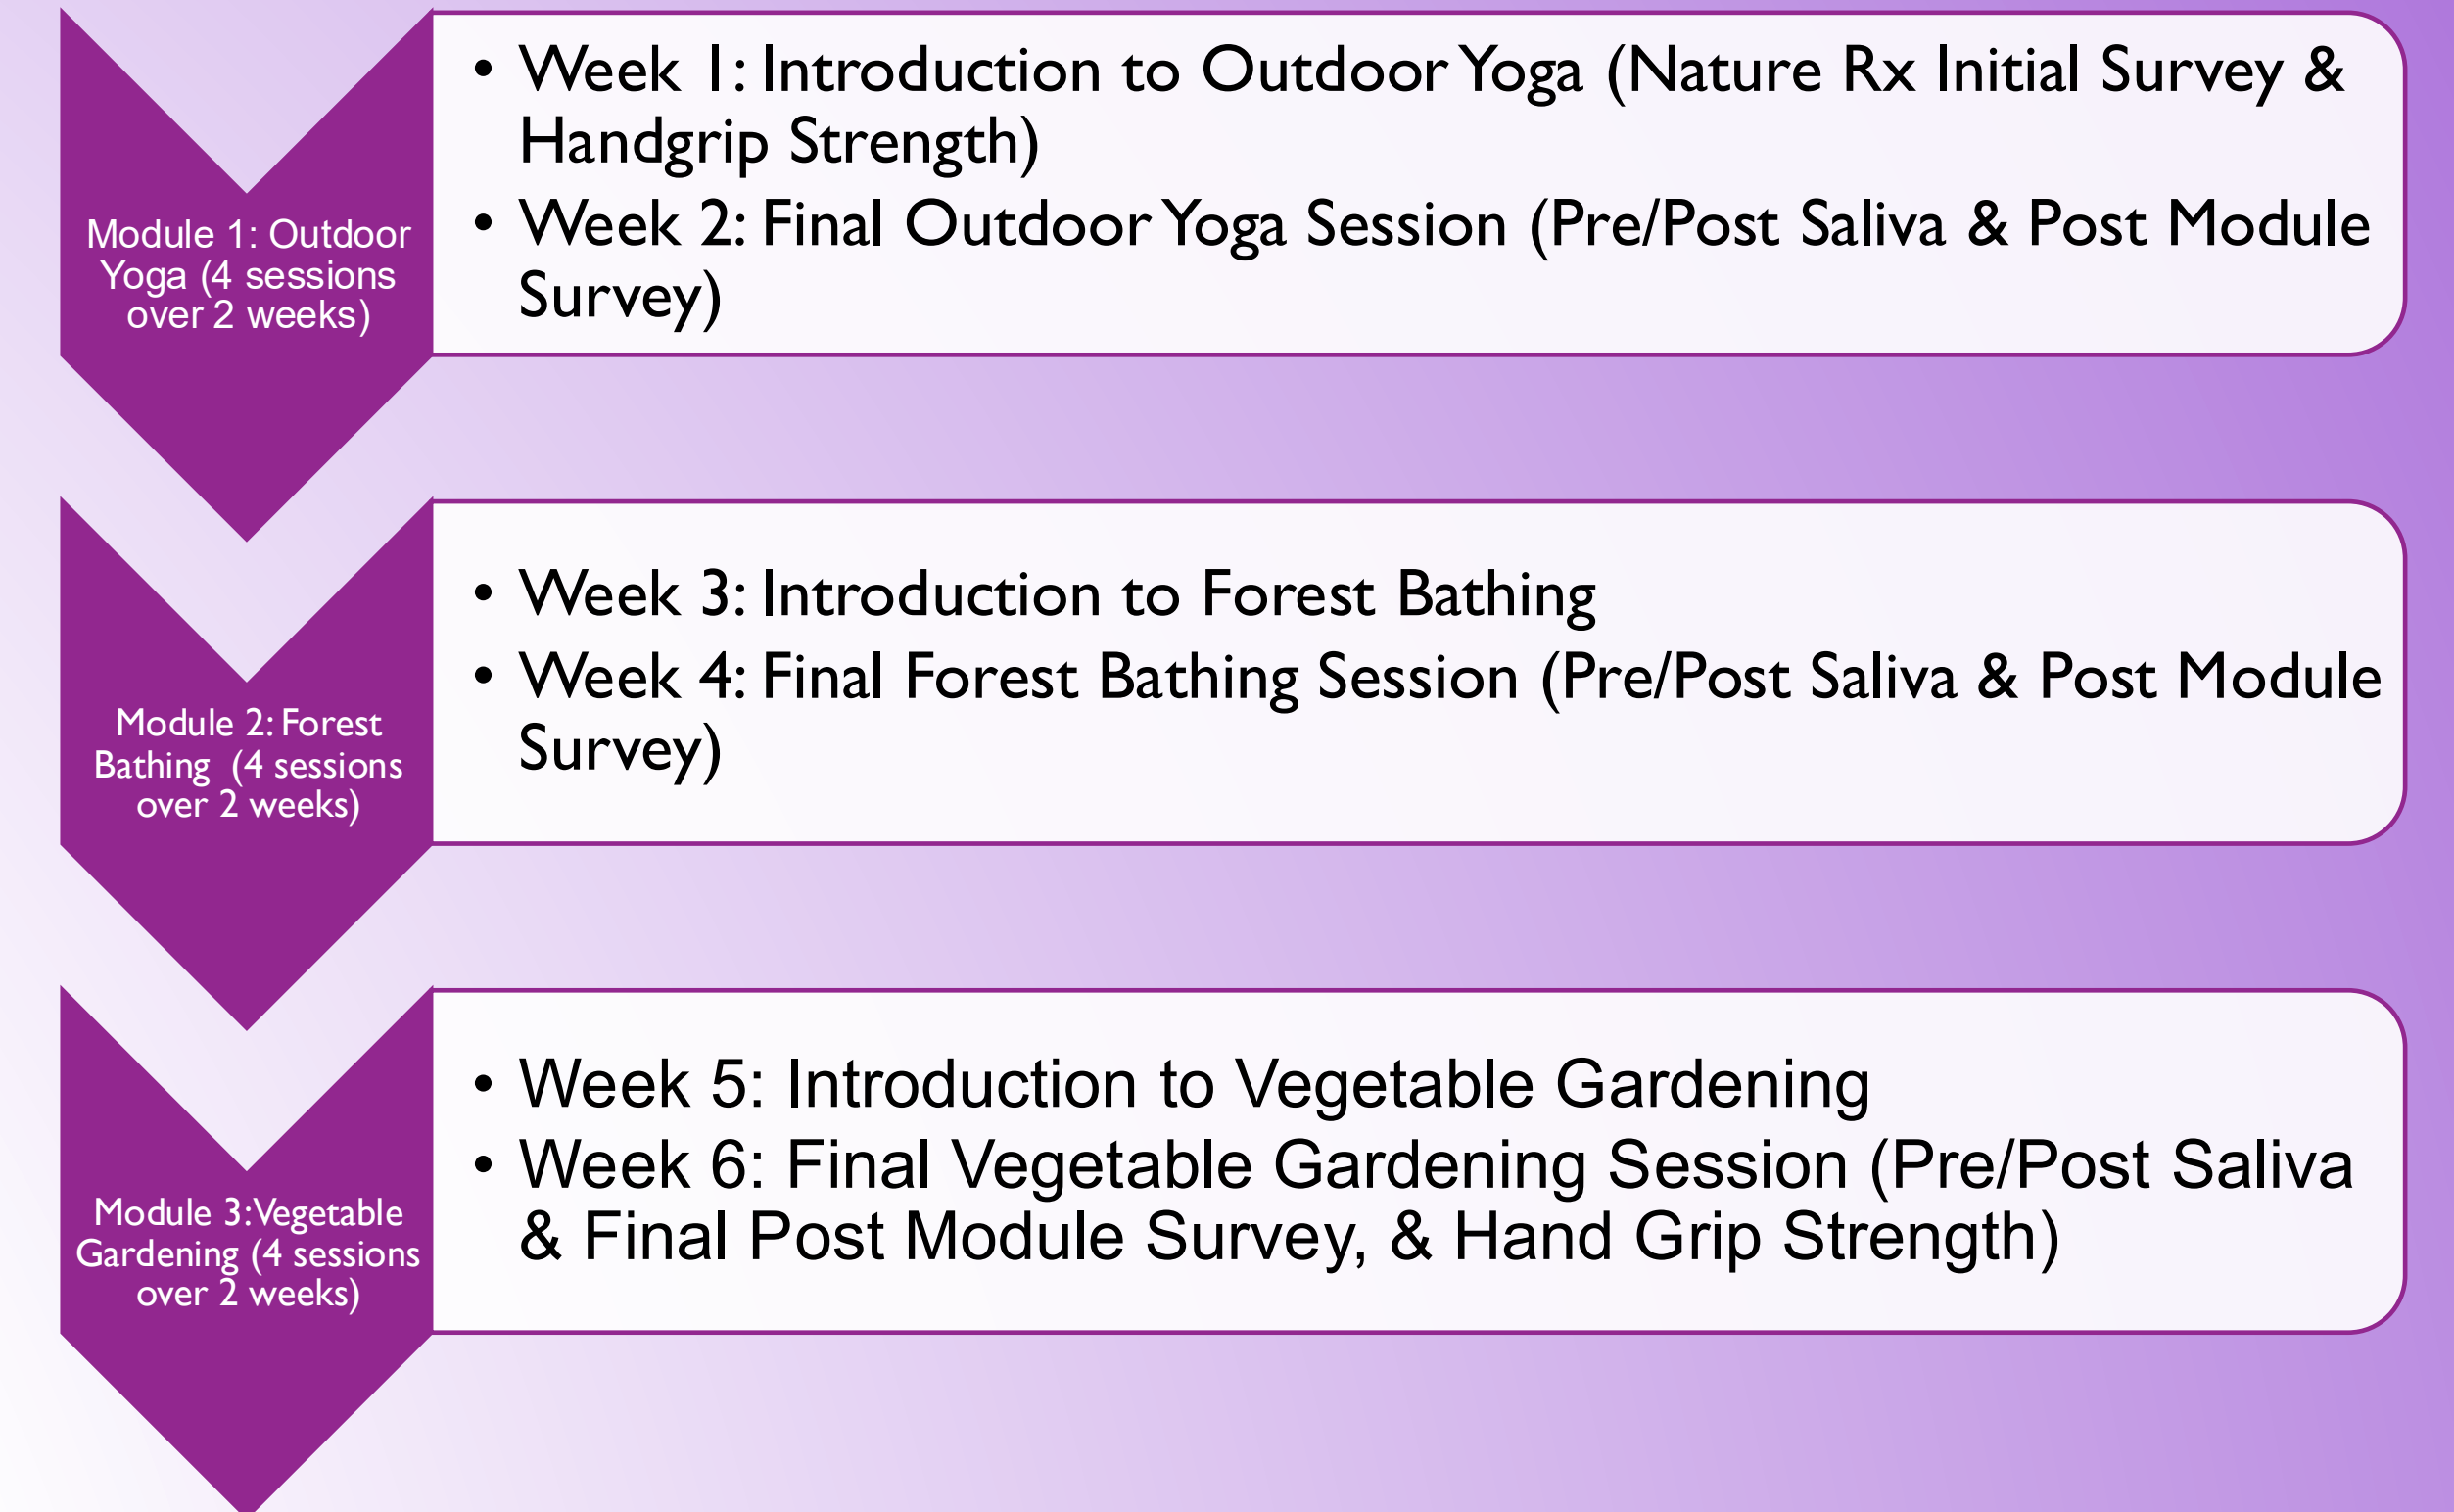 Module 1: Outdoor
Yoga (4 sessions
over 2 weeks)
• Week 1: Introduction to Outdoor Yoga (Nature Rx Initial Survey &
Handgrip Strength)
• Week 2: Final Outdoor Yoga Session (Pre/Post Saliva & Post Module
Survey)
Module 2: Forest
Bathing (4 sessions
over 2 weeks)
• Week 3: Introduction to Forest Bathing
• Week 4: Final Forest Bathing Session (Pre/Post Saliva & Post Module
Survey)
Module 3: Vegetable
Gardening (4 sessions
over 2 weeks)
• Week 5: Introduction to Vegetable Gardening
• Week 6: Final Vegetable Gardening Session (Pre/Post Saliva
& Final Post Module Survey, & Hand Grip Strength)